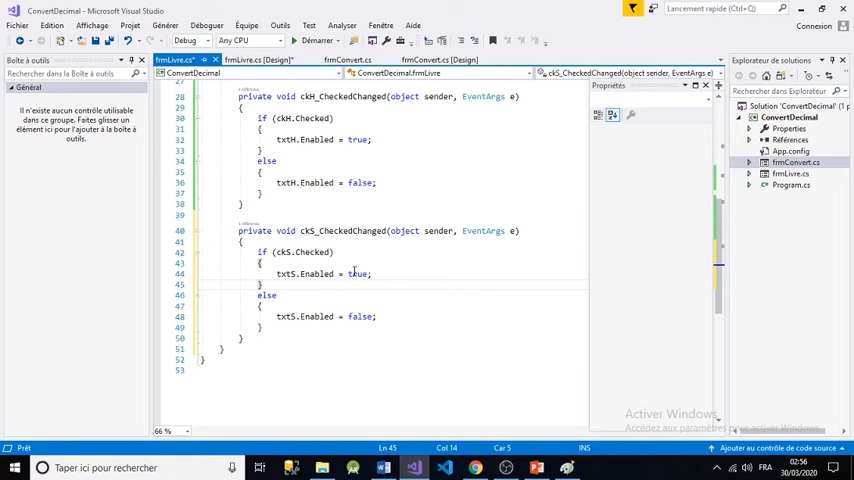 ConvertDecimal - Microsoft Visual Studio
Lancement rapide (Ctrl+Q)
Fichier Edition Affichage Projet Générer Déboguer Équipe Outils Test Analyser Fenêtre Aide
Connexion
Debug Any CPU Démarrer
Boîte à outils
Rechercher dans la boîte à outils
Général
Il n'existe aucun contrôle utilisable dans ce groupe. Faites glisser un élément ici pour l'ajouter à la boîte à outils.
frmLivre.cs* frmLivre.cs [Design]* frmConvert.cs frmConvert.cs [Design]
ConvertDecimal ConvertDecimal.frmLivre ckS_CheckedChanged(object sender, EventArgs e)
27
28 private void ckH_CheckedChanged(object sender, EventArgs e)
29 {
30 if (ckH.Checked)
31 {
32 txtH.Enabled = true;
33 }
34 else
35 {
36 txtH.Enabled = false;
37 }
38 }
39
40 private void ckS_CheckedChanged(object sender, EventArgs e)
41 {
42 if (ckS.Checked)
43 {
44 txtS.Enabled = true;
45 }
46 else
47 {
48 txtS.Enabled = false;
49 }
50 }
51 }
52 }
53
66 %
Propriétés
Explorateur de solutions
Rechercher dans l'Explorateur de
Solution 'ConvertDecimal' (1
ConvertDecimal
Properties
Références
App.config
frmConvert.cs
frmLivre.cs
Program.cs
Activer Windows
Accédez aux paramètres pour activer Windows.
Prêt Ln 45 Col 14 Car 5 INS Ajouter au contrôle de code source
Taper ici pour rechercher
FRA
02:56
30/03/2020